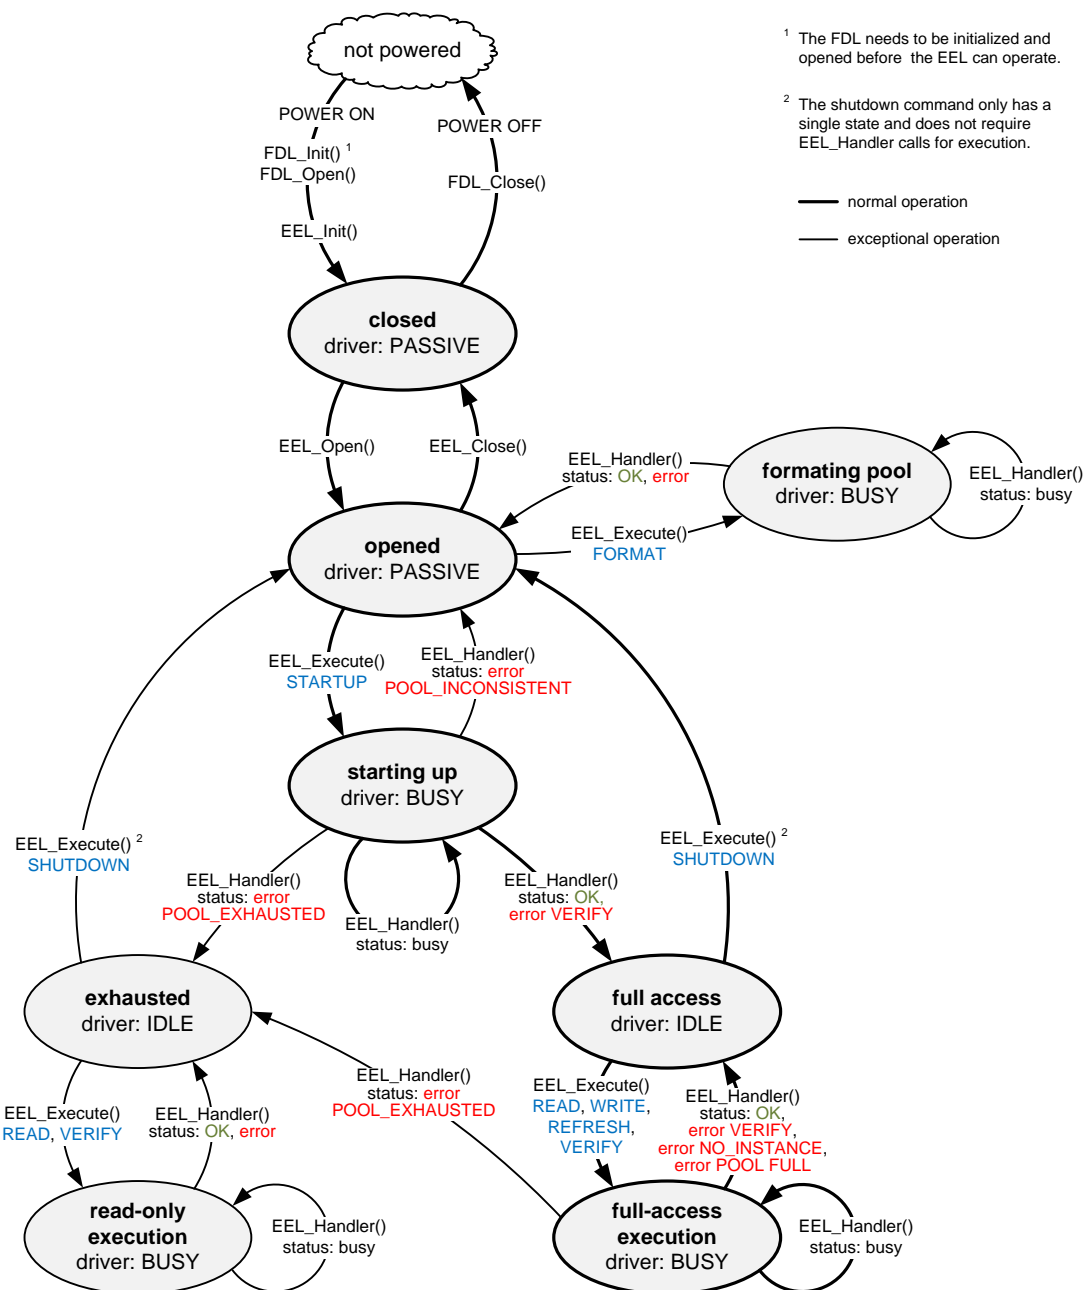 not powered
1 The FDL needs to be initialized and
opened before the EEL can operate.
2 The shutdown command only has a
single state and does not require
EEL_Handler calls for execution.
normal operation
exceptional operation
POWER ON
POWER OFF
FDL_Init() 1
FDL_Open()
FDL_Close()
EEL_Init()
closed
driver: PASSIVE
EEL_Open()
EEL_Close()
EEL_Handler()
status: OK, error
formating pool
driver: BUSY
EEL_Handler()
status: busy
EEL_Execute()
FORMAT
opened
driver: PASSIVE
EEL_Execute()
STARTUP
EEL_Handler()
status: error
POOL_INCONSISTENT
starting up
driver: BUSY
EEL_Execute() 2
SHUTDOWN
EEL_Handler()
status: error
POOL_EXHAUSTED
EEL_Handler()
status: busy
EEL_Handler()
status: OK,
error VERIFY
EEL_Execute() 2
SHUTDOWN
exhausted
driver: IDLE
full access
driver: IDLE
EEL_Execute()
READ, VERIFY
EEL_Handler()
status: OK, error
EEL_Handler()
status: error
POOL_EXHAUSTED
EEL_Execute()
READ, WRITE,
REFRESH,
VERIFY
EEL_Handler()
status: OK,
error VERIFY,
error NO_INSTANCE,
error POOL FULL
read-only
execution
driver: BUSY
EEL_Handler()
status: busy
full-access
execution
driver: BUSY
EEL_Handler()
status: busy